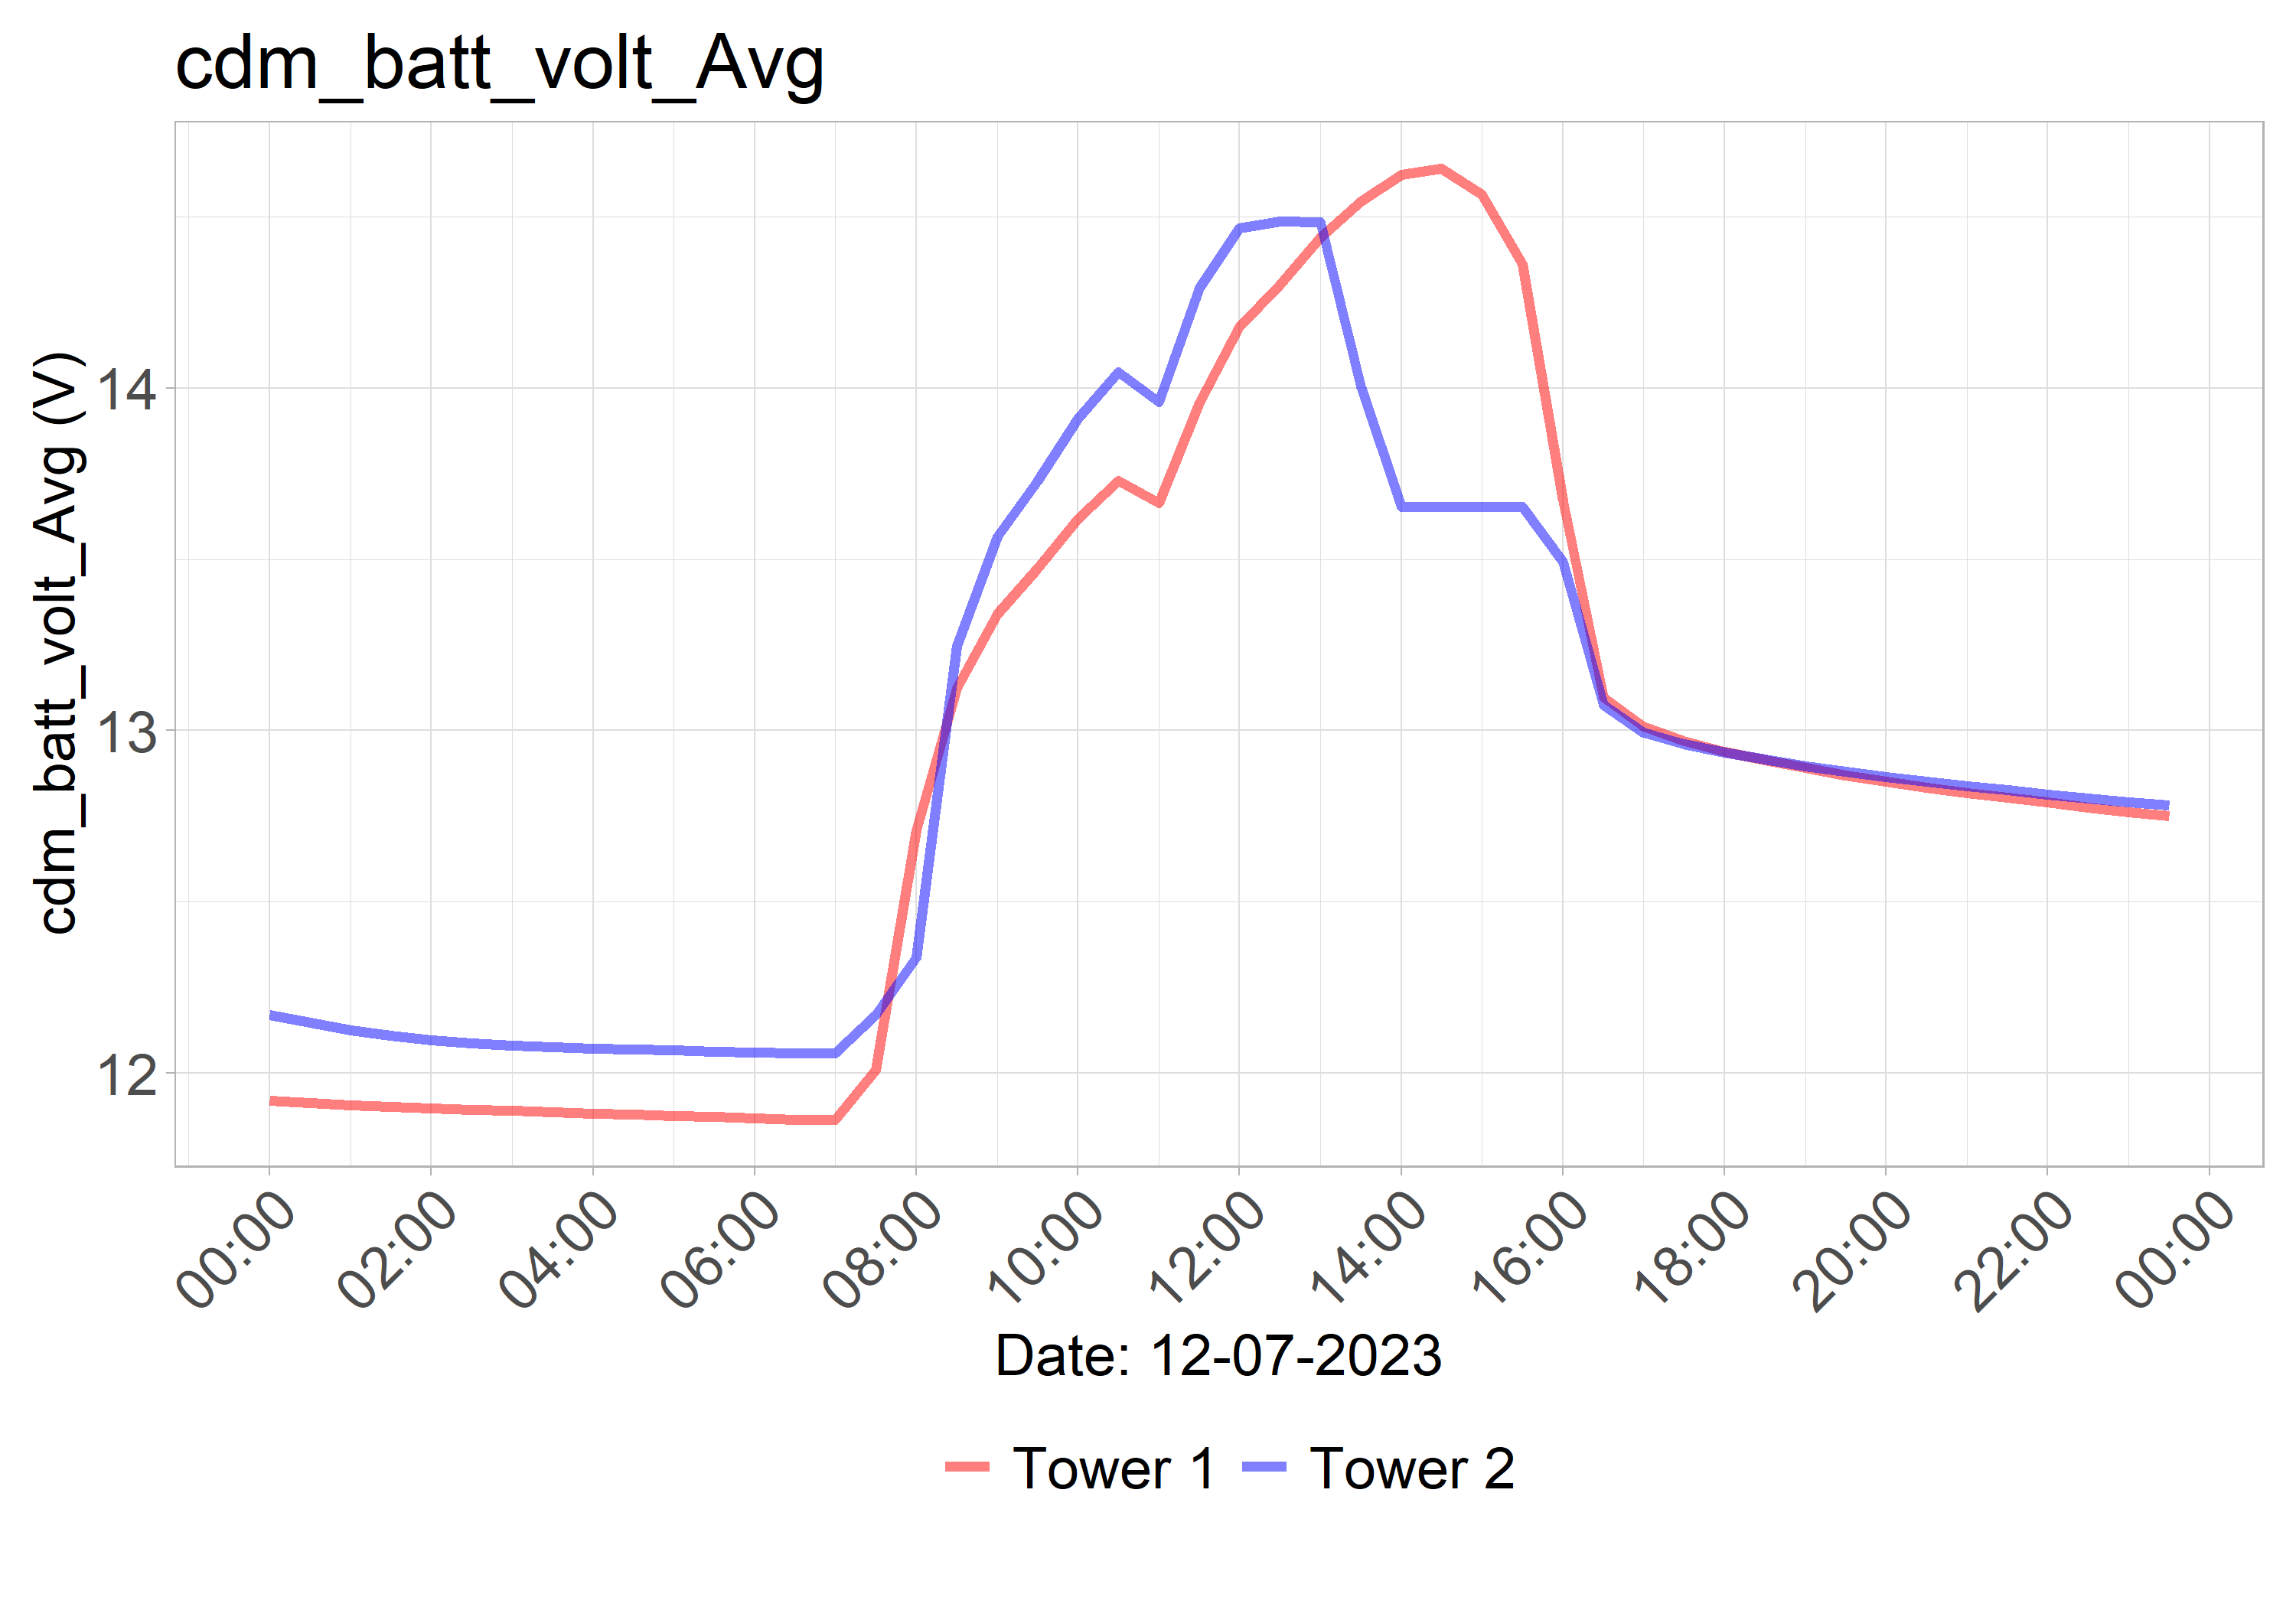 cdm_batt_volt_Avg
cdm_batt_volt_Avg (V)
14
13
12
00:00 02:00 04:00 06:00 08:00 10:00 12:00 14:00 16:00 18:00 20:00 22:00 00:00
Date: 12-07-2023
Tower 1 Tower 2